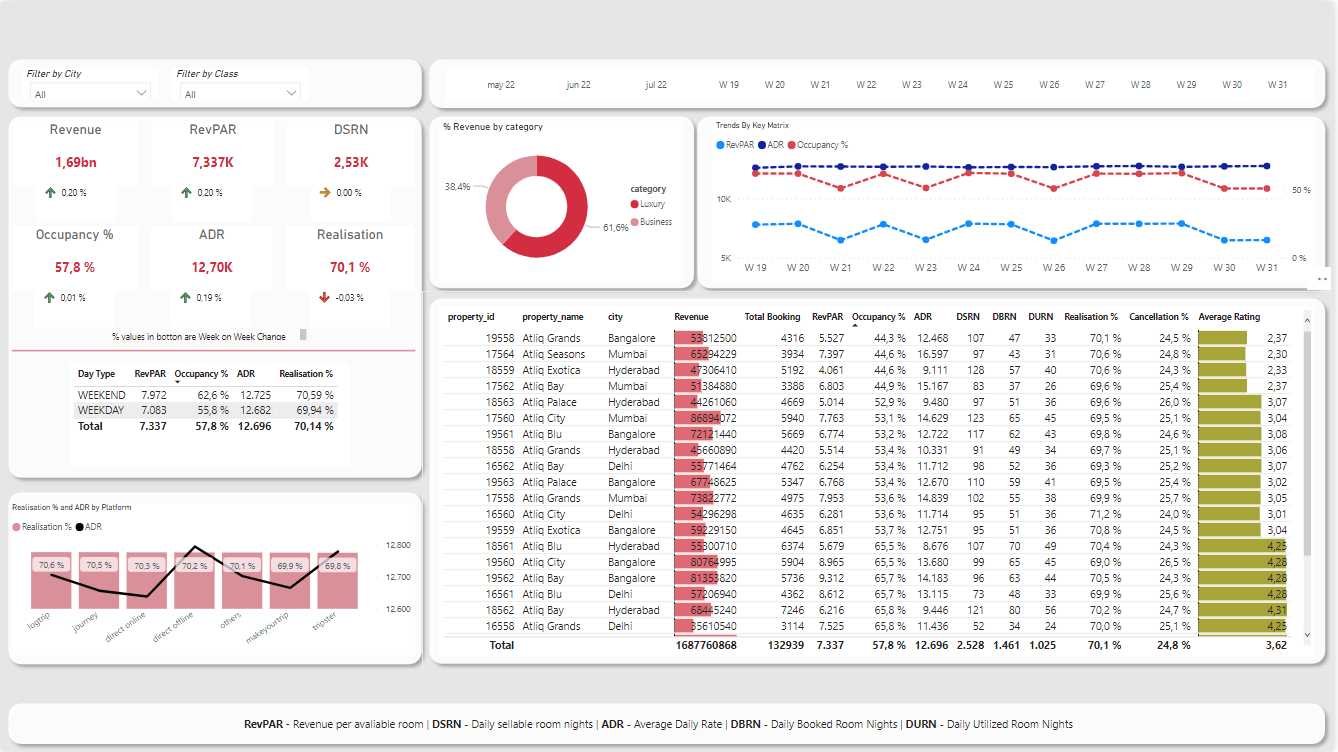 Filter by City
All
Filter by Class
All
may 22 jun 22 jul 22 W 19 W 20 W 21 W 22 W 23 W 24 W 25 W 26 W 27 W 28 W 29 W 30 W 31
Revenue RevPAR DSRN
1,69bn 7,337K 2,53K
0,20 % 0,20 % 0,00 %
Occupancy % ADR Realisation
57,8 % 12,70K 70,1 %
0,01 % 0,19 % -0,03 %
% values in botton are Week on Week Change
Day Type RevPAR Occupancy % ADR Realisation %
WEEKEND 7.972 62,6 % 12.725 70,59 %
WEEKDAY 7.083 55,8 % 12.682 69,94 %
Total 7.337 57,8 % 12.696 70,14 %
Realisation % and ADR by Platform
Realisation % ADR
12.800
12.700
12.600
70,6 % 70,5 % 70,3 % 70,2 % 70,1 % 69,9 % 69,8 %
logtrip journey direct online direct offline others makeyourtrip tripster
% Revenue by category
38,4%
61,6%
category
Luxury
Business
Trends By Key Matrix
RevPAR ADR Occupancy %
10K
5K
50 %
0 %
W 19 W 20 W 21 W 22 W 23 W 24 W 25 W 26 W 27 W 28 W 29 W 30 W 31
property_id property_name city Revenue Total Booking RevPAR Occupancy % ADR DSRN DBRN DURN Realisation % Cancellation % Average Rating
19558 Atliq Grands Bangalore 53812500 4316 5.527 44,3 % 12.468 107 47 33 70,1 % 24,5 % 2,37
17564 Atliq Seasons Mumbai 65294229 3934 7.397 44,6 % 16.597 97 43 31 70,6 % 24,8 % 2,30
18559 Atliq Exotica Hyderabad 47306410 5192 4.061 44,6 % 9.111 128 57 40 70,6 % 24,3 % 2,33
17562 Atliq Bay Mumbai 51384880 3388 6.803 44,9 % 15.167 83 37 26 69,6 % 25,4 % 2,37
18563 Atliq Palace Hyderabad 44261060 4669 5.014 52,9 % 9.480 97 51 36 69,6 % 26,0 % 3,07
17560 Atliq City Mumbai 86894072 5940 7.763 53,1 % 14.629 123 65 45 69,6 % 25,5 % 3,04
19561 Atliq Blu Bangalore 72121440 5669 6.774 53,2 % 12.722 117 62 43 69,8 % 24,6 % 3,08
18558 Atliq Grands Hyderabad 45660890 4420 5.514 53,4 % 10.331 91 49 34 69,7 % 25,1 % 3,06
16562 Atliq Bay Delhi 55771464 4762 6.254 53,4 % 11.712 98 52 36 69,3 % 25,2 % 3,07
19563 Atliq Palace Bangalore 67748625 5347 6.768 53,4 % 12.670 110 59 41 69,5 % 25,4 % 3,02
17558 Atliq Grands Mumbai 73822772 4975 7.953 53,6 % 14.839 102 55 38 69,9 % 25,7 % 3,05
16560 Atliq City Delhi 54296298 4635 6.281 53,6 % 11.714 95 51 36 71,2 % 24,0 % 3,01
19559 Atliq Exotica Bangalore 59229150 4645 6.851 53,7 % 12.751 95 51 36 70,8 % 24,5 % 3,04
18561 Atliq Blu Hyderabad 55300710 6374 5.679 65,5 % 8.676 107 70 49 70,4 % 24,3 % 4,25
19560 Atliq City Bangalore 80764995 5904 8.965 65,5 % 13.680 99 65 45 69,0 % 26,5 % 4,28
19562 Atliq Bay Bangalore 81353820 5736 9.312 65,7 % 14.183 96 63 44 70,5 % 24,3 % 4,28
16561 Atliq Blu Delhi 57206940 4362 8.612 65,7 % 13.115 73 48 33 69,9 % 25,6 % 4,28
18562 Atliq Bay Hyderabad 68445240 7246 6.216 65,8 % 9.446 121 80 56 70,2 % 24,7 % 4,31
16558 Atliq Grands Delhi 35610540 3114 7.525 65,8 % 11.436 52 34 24 70,0 % 25,1 % 4,25
Total 1687760868 132939 7.337 57,8 % 12.696 2.528 1.461 1.025 70,1 % 24,8 % 3,62
RevPAR - Revenue per avaliable room | DSRN - Daily sellable room nights | ADR - Average Daily Rate | DBRN - Daily Booked Room Nights | DURN - Daily Utilized Room Nights